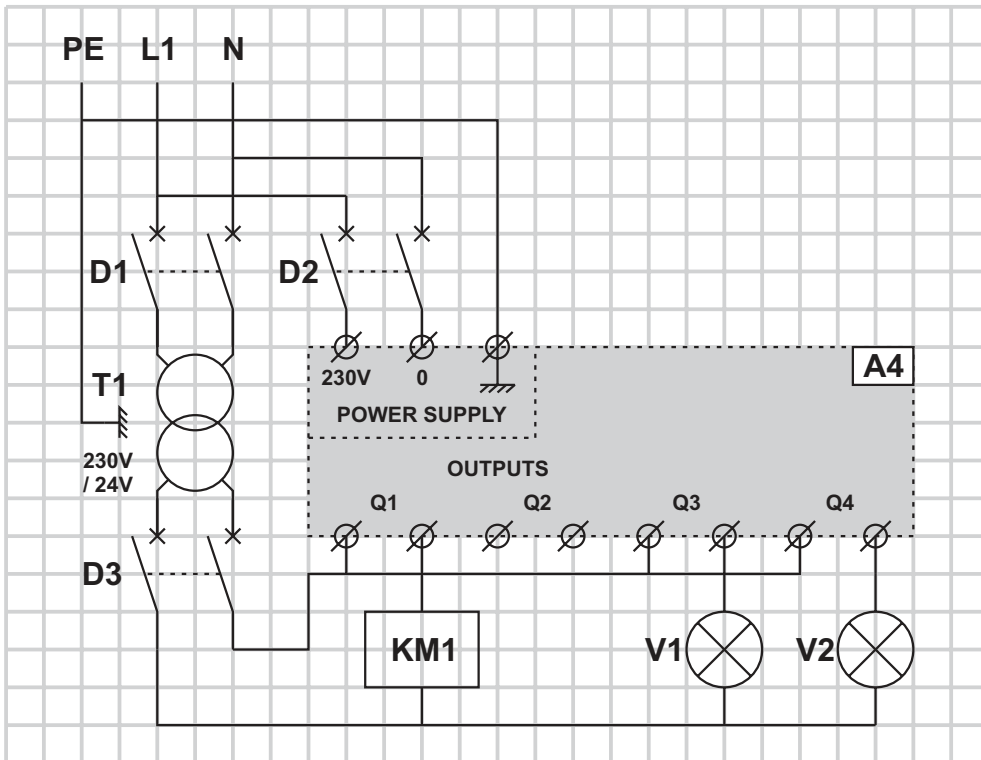 PE L1 N
D1 D2
T1
230V
/ 24V
230V 0
POWER SUPPLY
A4
OUTPUTS
Q1 Q2 Q3 Q4
D3
KM1 V1 V2